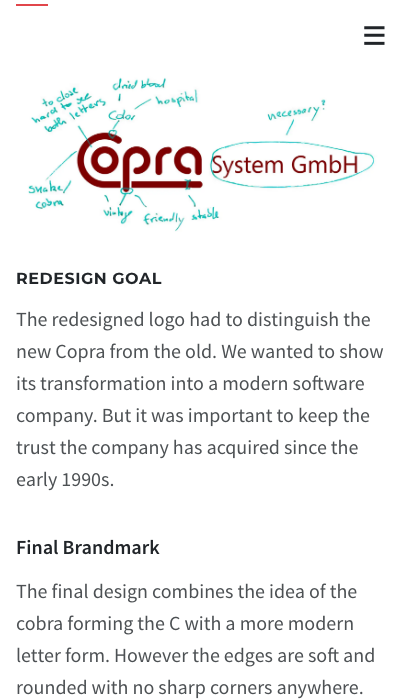 dried blood
to close
hard to see
both letters
Color
hospital
necessary?
Copra System GmbH
snake/
cobra
vintage
friendly
stable
REDESIGN GOAL
The redesigned logo had to distinguish the
new Copra from the old. We wanted to show
its transformation into a modern software
company. But it was important to keep the
trust the company has acquired since the
early 1990s.
Final Brandmark
The final design combines the idea of the
cobra forming the C with a more modern
letter form. However the edges are soft and
rounded with no sharp corners anywhere.